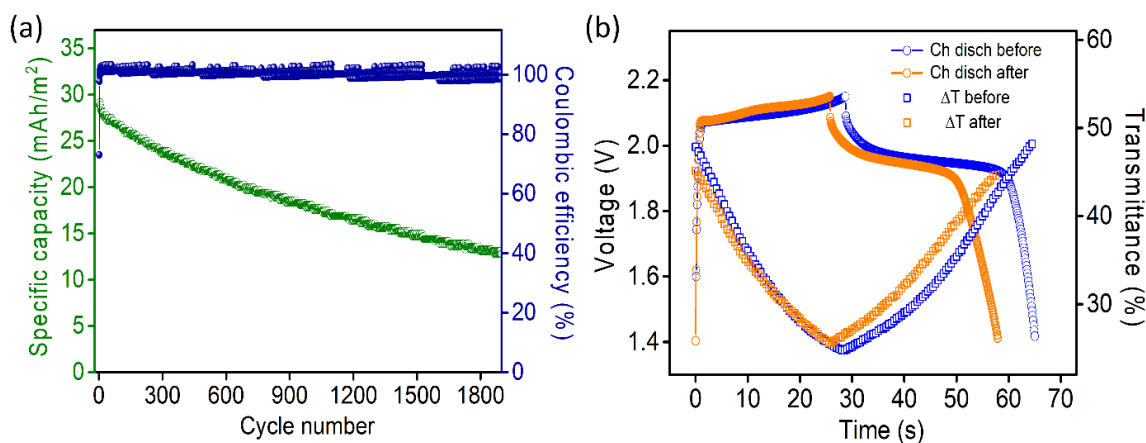 (a)
Specific capacity (mAh/m²)
35
30
25
20
15
10
5
0
0 300 600 900 1200 1500 1800
Cycle number
100
80
60
40
20
0
Coulombic efficiency (%)
(b)
Voltage (V)
2.2
2.0
1.8
1.6
1.4
Ch disch before
Ch disch after
ΔT before
ΔT after
0 10 20 30 40 50 60 70
Time (s)
60
50
40
30
Transmittance (%)